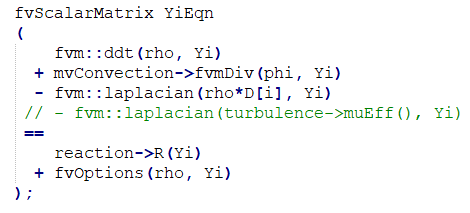 fvScalarMatrix YiEqn
(
    fvm::ddt(rho, Yi)
  + mvConvection->fvmDiv(phi, Yi)
  - fvm::laplacian(rho*D[i], Yi)
 // - fvm::laplacian(turbulence->muEff(), Yi)
 ==
    reaction->R(Yi)
  + fvOptions(rho, Yi)
);